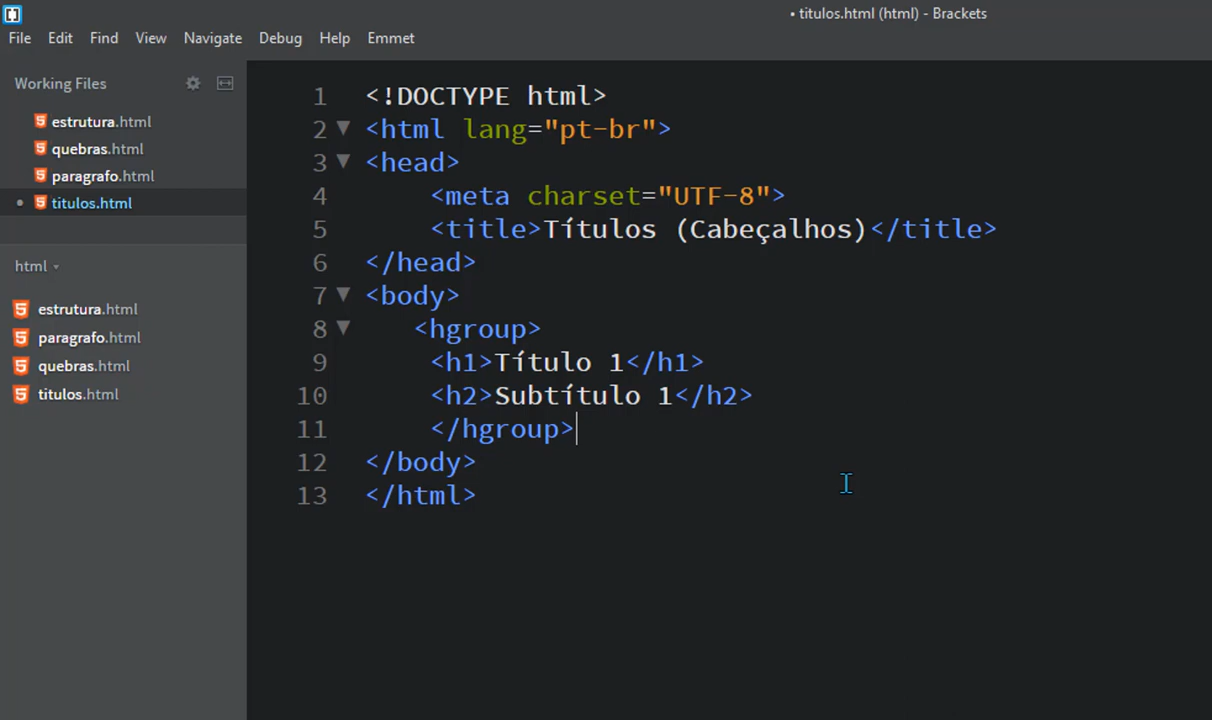 • titulos.html (html) - Brackets
File Edit Find View Navigate Debug Help Emmet
Working Files
estrutura.html
quebras.html
paragrafo.html
• titulos.html
html
estrutura.html
paragrafo.html
quebras.html
titulos.html
1 <!DOCTYPE html>
2 <html lang="pt-br">
3 <head>
4 <meta charset="UTF-8">
5 <title>Títulos (Cabeçalhos)</title>
6 </head>
7 <body>
8 <hgroup>
9 <h1>Título 1</h1>
10 <h2>Subtítulo 1</h2>
11 </hgroup>
12 </body>
13 </html>